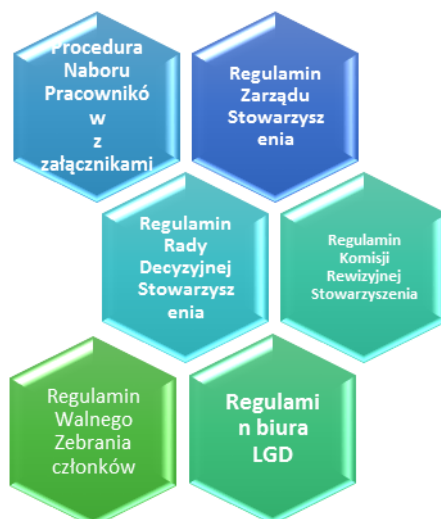 Procedura
Naboru
Pracownikó
w
z
załącznikami
Regulamin
Zarządu
Stowarzysz
enia
Regulamin
Rady
Decyzyjnej
Stowarzysz
enia
Regulamin
Komisji
Rewizyjnej
Stowarzyszenia
Regulamin
Walnego
Zebrania
członków
Regulami
n biura
LGD